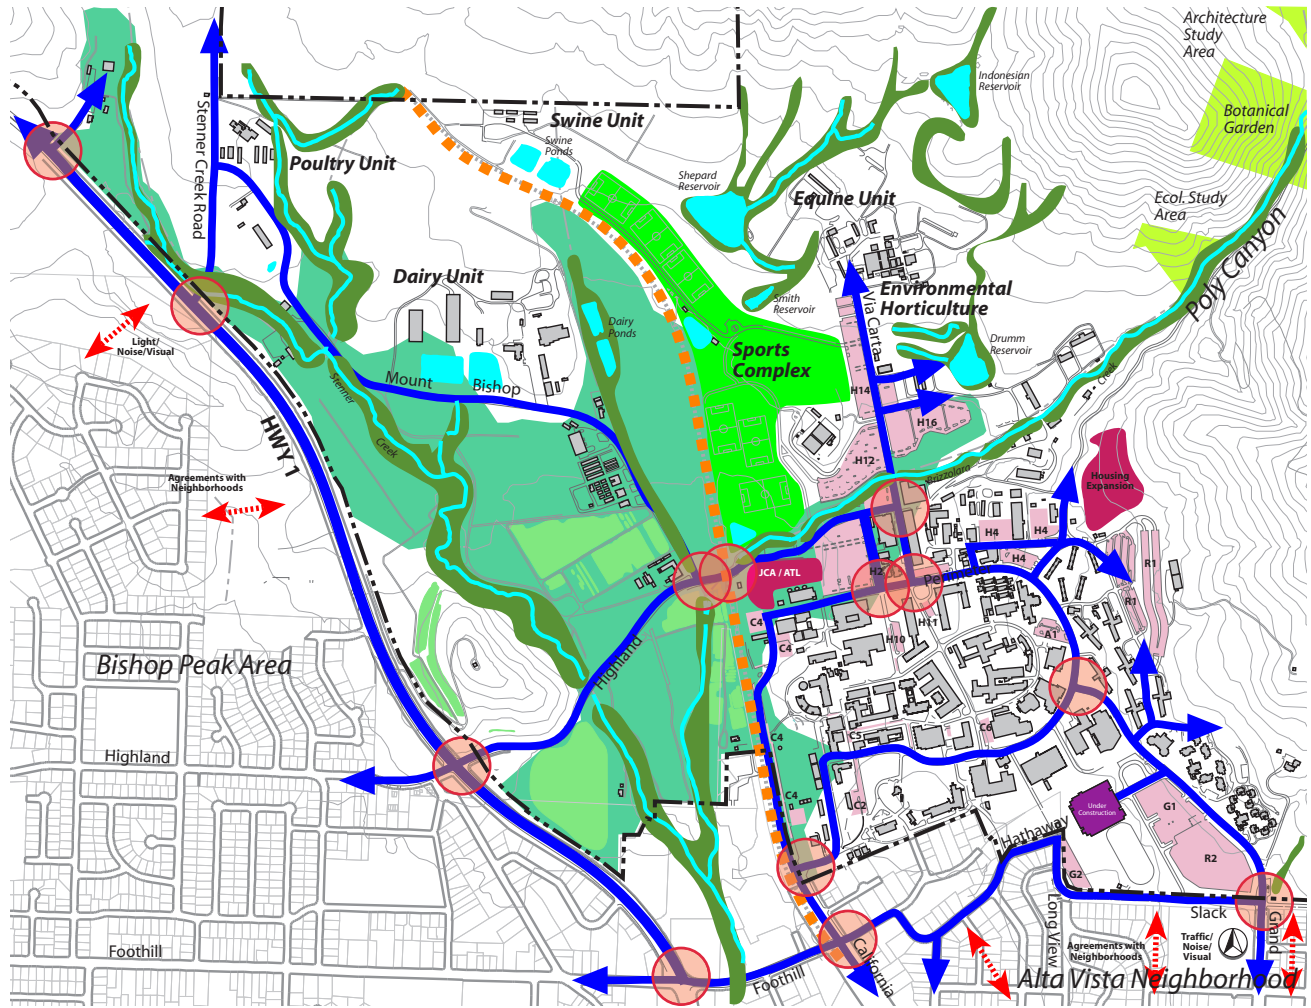 Architecture
Study
Area
Indonesian
Reservoir
Botanical
Garden
Stenner Creek Road
Swine Unit
Swine
Ponds
Poultry Unit
Shepard
Reservoir
Equine Unit
Ecol. Study
Area
Poly Canyon
Dairy Unit
Smith
Reservoir
Environmental
Horticulture
Via Carta
Light/
Noise/Visual
Dairy
Ponds
Sports
Complex
Drumm
Reservoir
Mount
Bishop
Stenner
Creek
Creek
H14
H16
H12
HWY 1
Agreements with
Neighborhoods
Brizzolara
Housing
Expansion
H4
H4
H4
JCA / ATL
H2
Perimeter
R1
R1
C4
H11
H10
A1
C4
Highland
Bishop Peak Area
C4
C5
C6
Highland
C4
C2
Under
Construction
G1
Hathaway
R2
G2
Long View
Slack
Grand
Foothill
Foothill
California
Agreements with
Neighborhoods
Traffic/
Noise/
Visual
Alta Vista Neighborhood